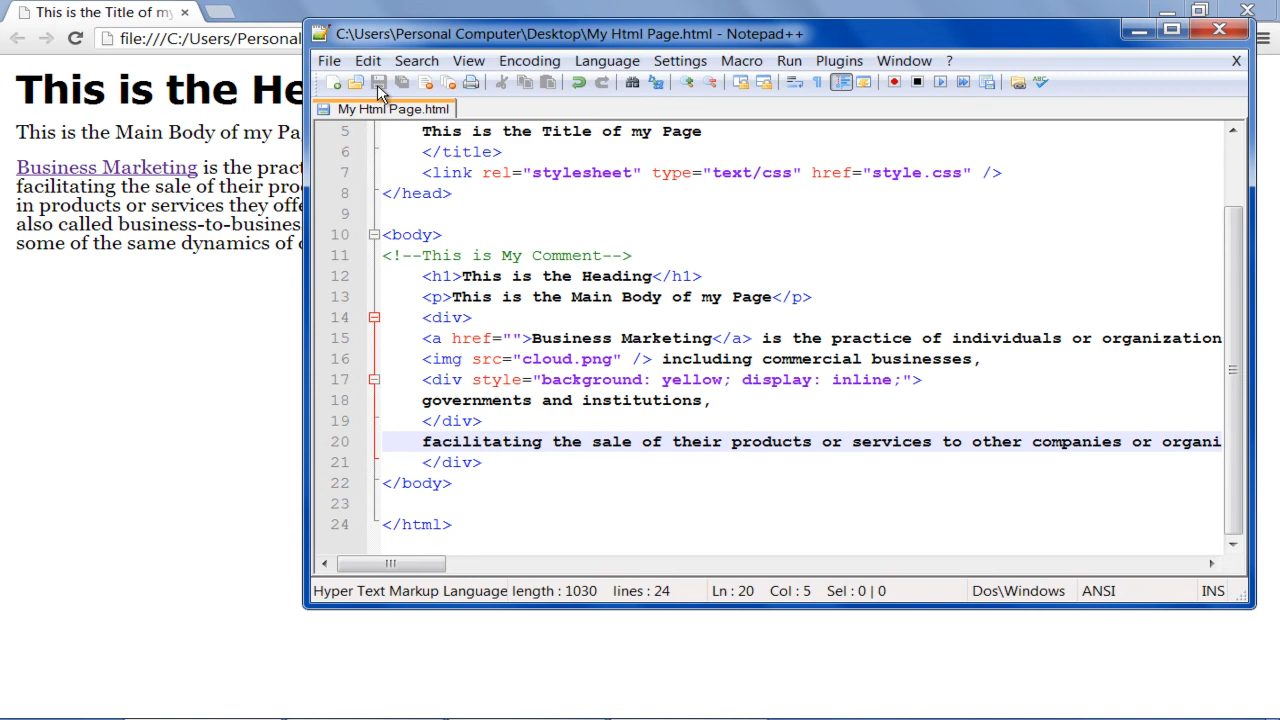 This is the Title of my
file:///C:/Users/Personal
This is the He
This is the Main Body of my Pa
Business Marketing is the pract
facilitating the sale of their pro
in products or services they offe
also called business-to-busines
some of the same dynamics of
C:\Users\Personal Computer\Desktop\My Html Page.html - Notepad++
File Edit Search View Encoding Language Settings Macro Run Plugins Window ? X
My Html Page.html
5 This is the Title of my Page
6 </title>
7 <link rel="stylesheet" type="text/css" href="style.css" />
8 </head>
9
10 <body>
11 <!--This is My Comment-->
12 <h1>This is the Heading</h1>
13 <p>This is the Main Body of my Page</p>
14 <div>
15 <a href="">Business Marketing</a> is the practice of individuals or organization
16 <img src="cloud.png" /> including commercial businesses,
17 <div style="background: yellow; display: inline;">
18 governments and institutions,
19 </div>
20 facilitating the sale of their products or services to other companies or organi
21 </div>
22 </body>
23
24 </html>
Hyper Text Markup Language length : 1030 lines : 24 Ln : 20 Col : 5 Sel : 0 | 0 Dos\Windows ANSI INS